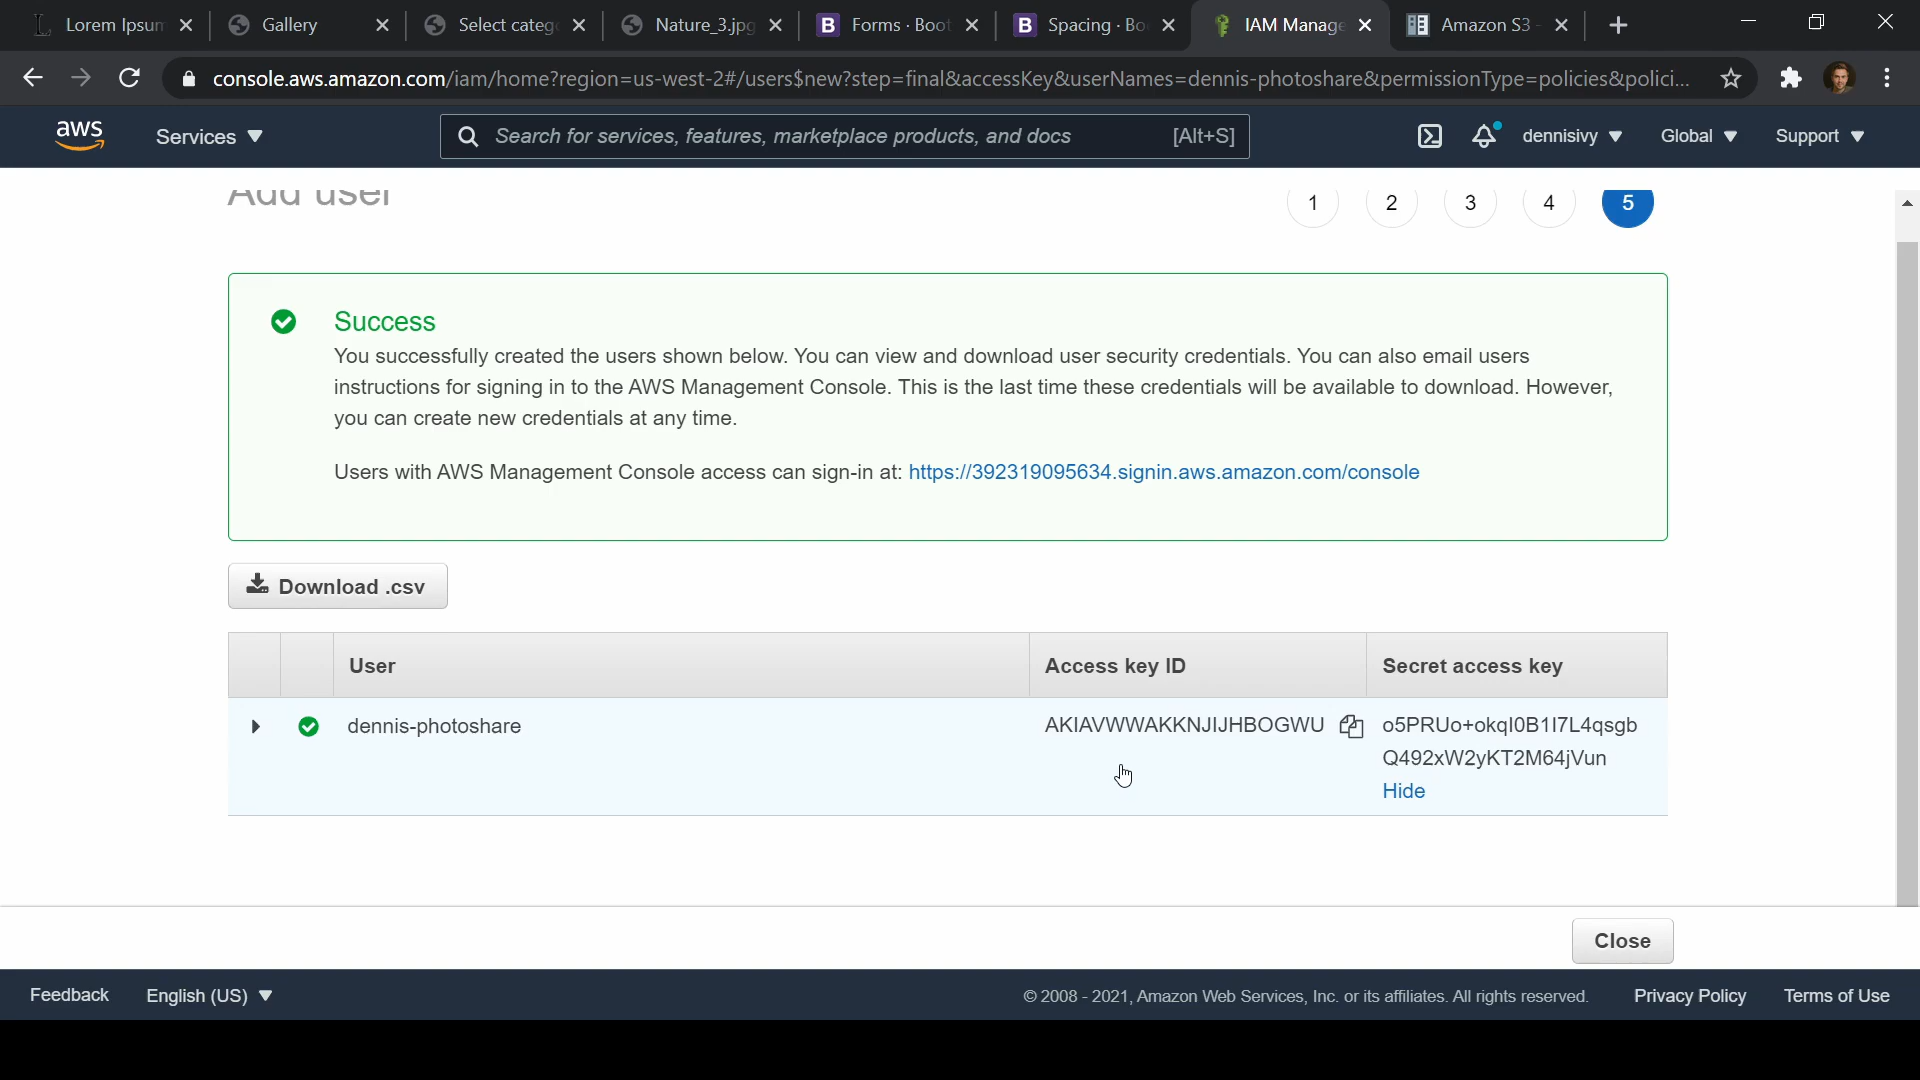 Lorem Ipsum
Gallery
Select categ
Nature_3.jpg
B Forms · Boot
B Spacing · Bo
IAM Manage
Amazon S3 -
console.aws.amazon.com/iam/home?region=us-west-2#/users$new?step=final&accessKey&userNames=dennis-photoshare&permissionType=policies&polici...
aws
Services
Search for services, features, marketplace products, and docs [Alt+S]
dennisivy
Global
Support
Add user
1 2 3 4 5
Success
You successfully created the users shown below. You can view and download user security credentials. You can also email users
instructions for signing in to the AWS Management Console. This is the last time these credentials will be available to download. However,
you can create new credentials at any time.
Users with AWS Management Console access can sign-in at: https://392319095634.signin.aws.amazon.com/console
Download .csv
User Access key ID Secret access key
dennis-photoshare AKIAVWWAKKNJIJHBOGWU
Q492xW2yKT2M64jVun
Hide
Close
Feedback English (US) © 2008 - 2021, Amazon Web Services, Inc. or its affiliates. All rights reserved. Privacy Policy Terms of Use